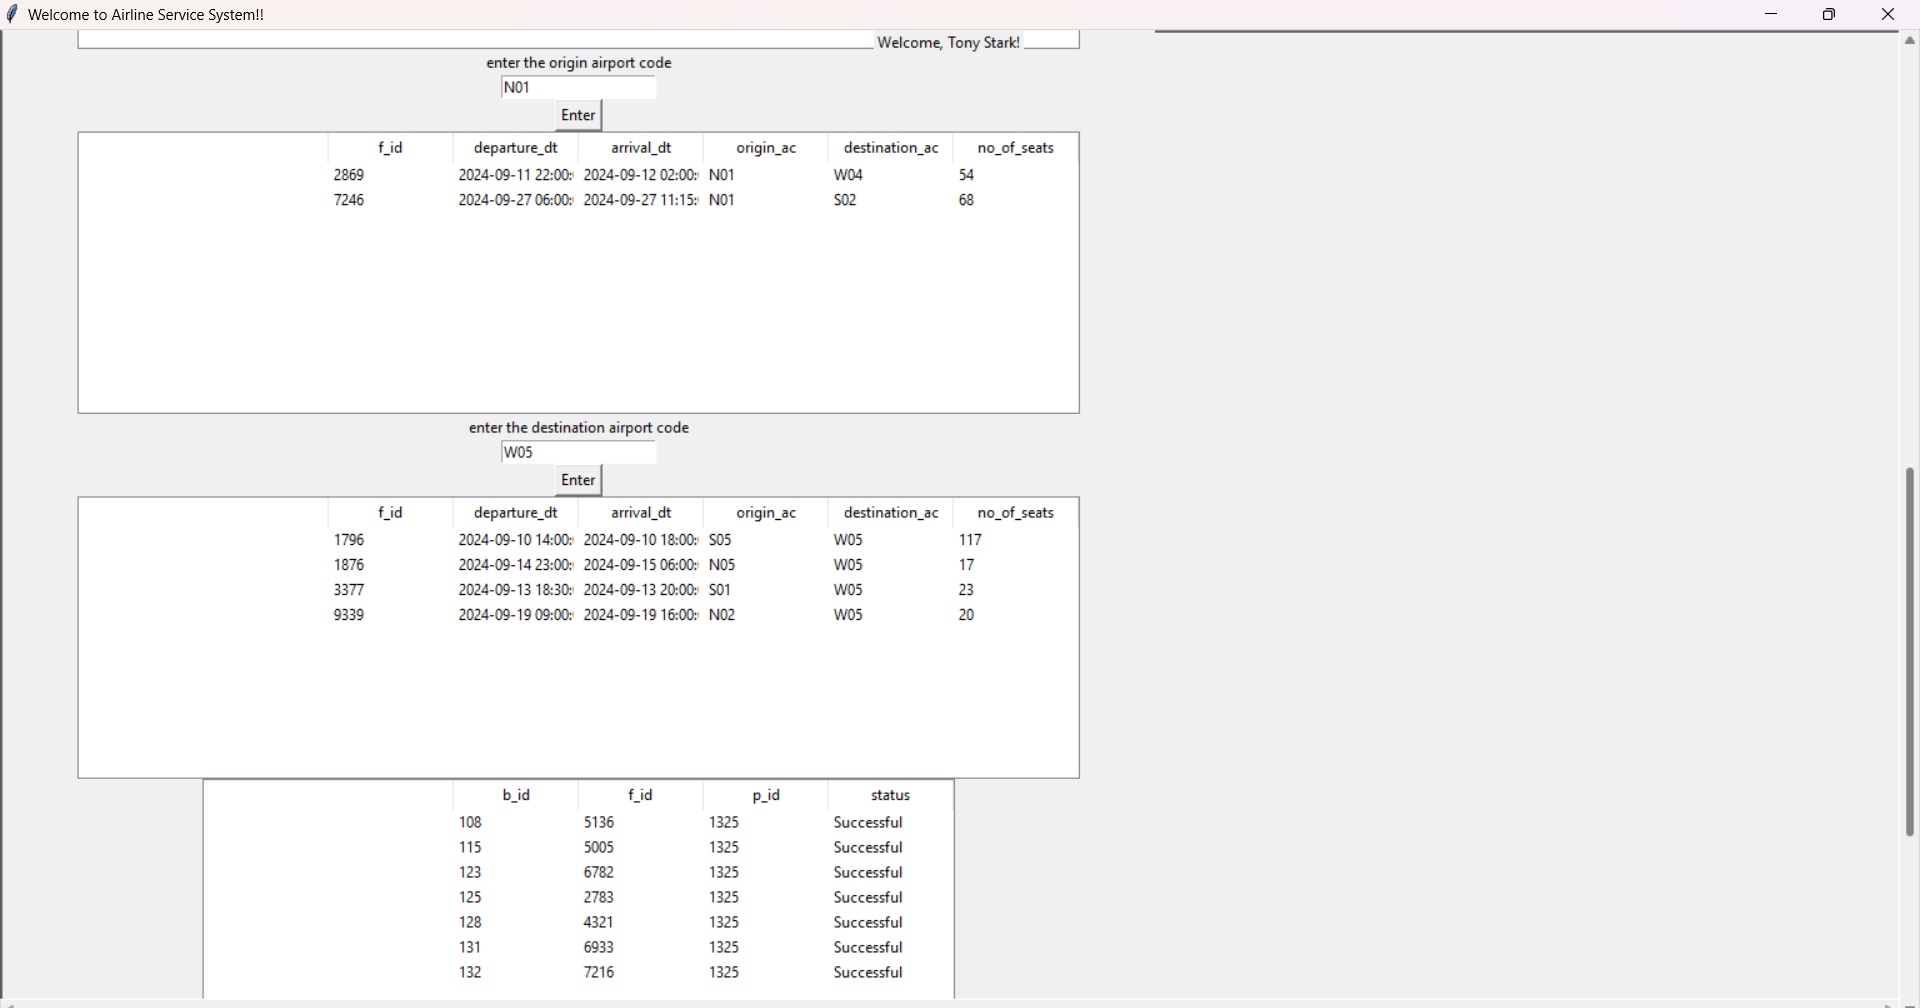 Welcome to Airline Service System!!
Welcome, Tony Stark!
enter the origin airport code
N01
Enter
f_id departure_dt arrival_dt origin_ac destination_ac no_of_seats
2869 2024-09-11 22:00: 2024-09-12 02:00: N01 W04 54
7246 2024-09-27 06:00: 2024-09-27 11:15: N01 S02 68
enter the destination airport code
W05
Enter
f_id departure_dt arrival_dt origin_ac destination_ac no_of_seats
1796 2024-09-10 14:00: 2024-09-10 18:00: S05 W05 117
1876 2024-09-14 23:00: 2024-09-15 06:00: N05 W05 17
3377 2024-09-13 18:30: 2024-09-13 20:00: S01 W05 23
9339 2024-09-19 09:00: 2024-09-19 16:00: N02 W05 20
b_id f_id p_id status
108 5136 1325 Successful
115 5005 1325 Successful
123 6782 1325 Successful
125 2783 1325 Successful
128 4321 1325 Successful
131 6933 1325 Successful
132 7216 1325 Successful